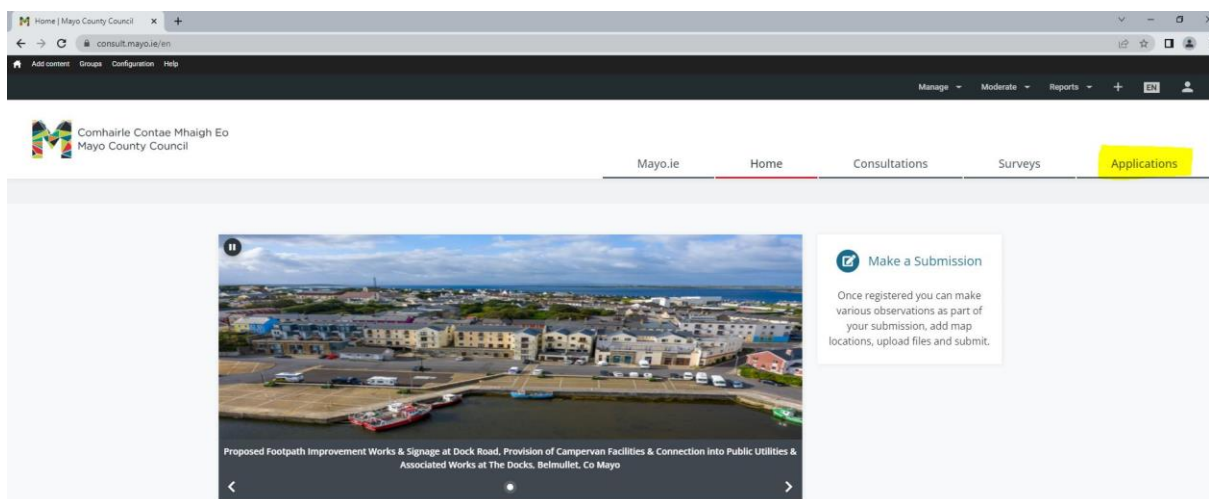 Home | Mayo County Council
consult.mayo.ie/en
Add content Groups Configuration Help
Manage Moderate Reports EN
Comhairle Contae Mhaigh Eo
Mayo County Council
Mayo.ie Home Consultations Surveys Applications
Make a Submission
Once registered you can make
various observations as part of
your submission, add map
locations, upload files and submit.
Proposed Footpath Improvement Works & Signage at Dock Road, Provision of Campervan Facilities & Connection into Public Utilities &
Associated Works at The Docks, Belmullet, Co Mayo